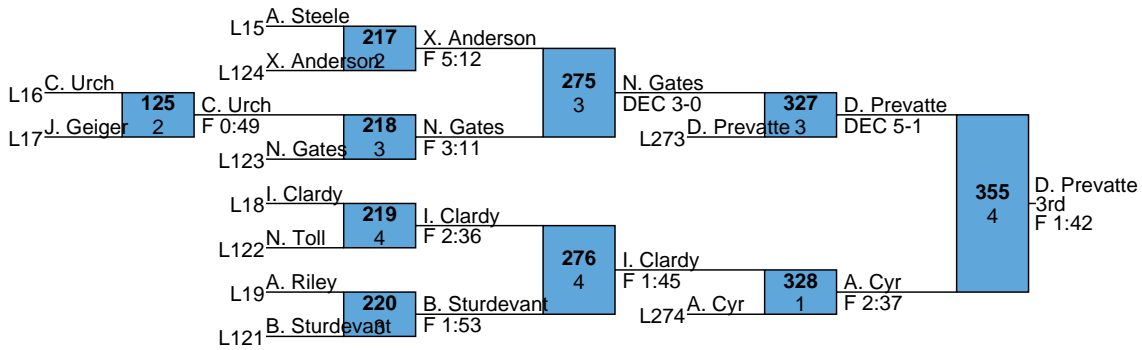 L15 A. Steele
217
2
X. Anderson
F 5:12
L124 X. Anderson
L16 C. Urch
125
2
C. Urch
F 0:49
L17 J. Geiger
218
3
N. Gates
F 3:11
L123 N. Gates
275
3
N. Gates
DEC 3-0
327
3
D. Prevatte
DEC 5-1
L273 D. Prevatte
L18 I. Clardy
219
4
I. Clardy
F 2:36
L122 N. Toll
L19 A. Riley
220
3
B. Sturdevant
F 1:53
L121 B. Sturdevant
276
4
I. Clardy
F 1:45
328
1
A. Cyr
F 2:37
L274 A. Cyr
355
4
D. Prevatte
3rd
F 1:42